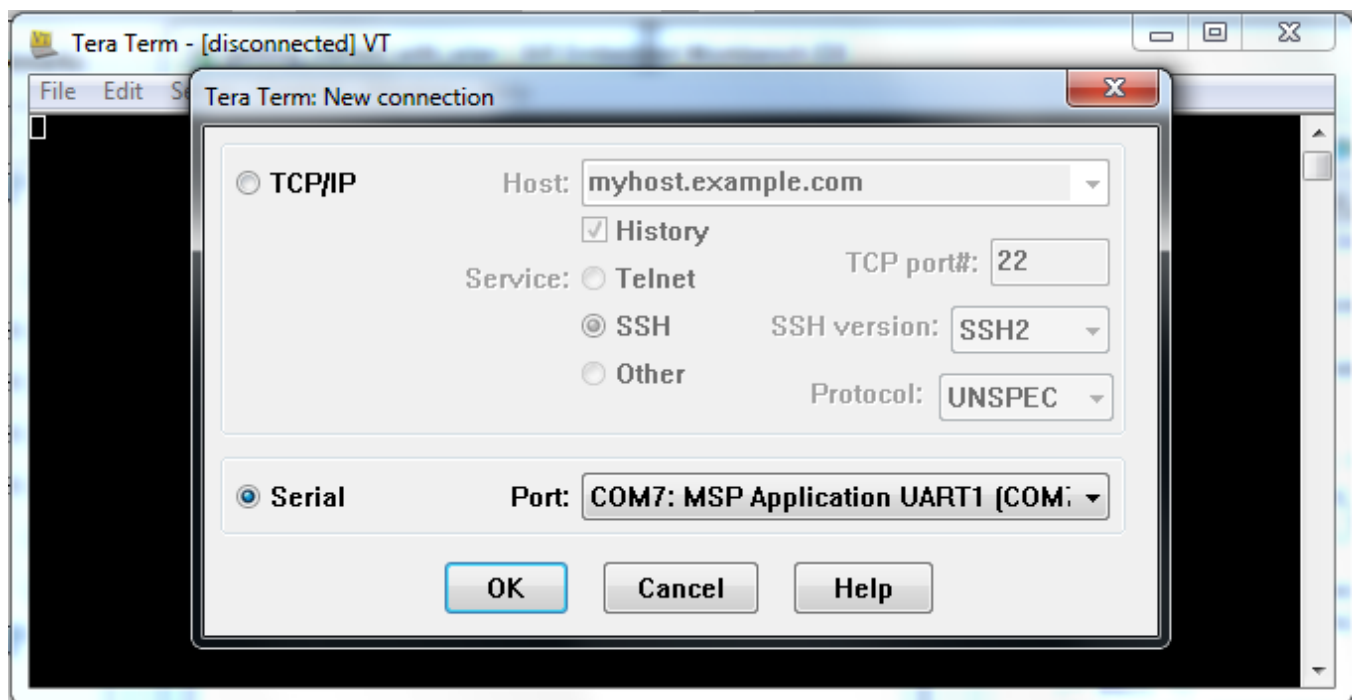 Tera Term - [disconnected] VT
File Edit Se
Tera Term: New connection
TCP/IP Host: myhost.example.com
History
TCP port#: 22
Service: Telnet
SSH SSH version: SSH2
Other
Protocol: UNSPEC
Serial Port: COM7: MSP Application UART1 (COM7
OK Cancel Help